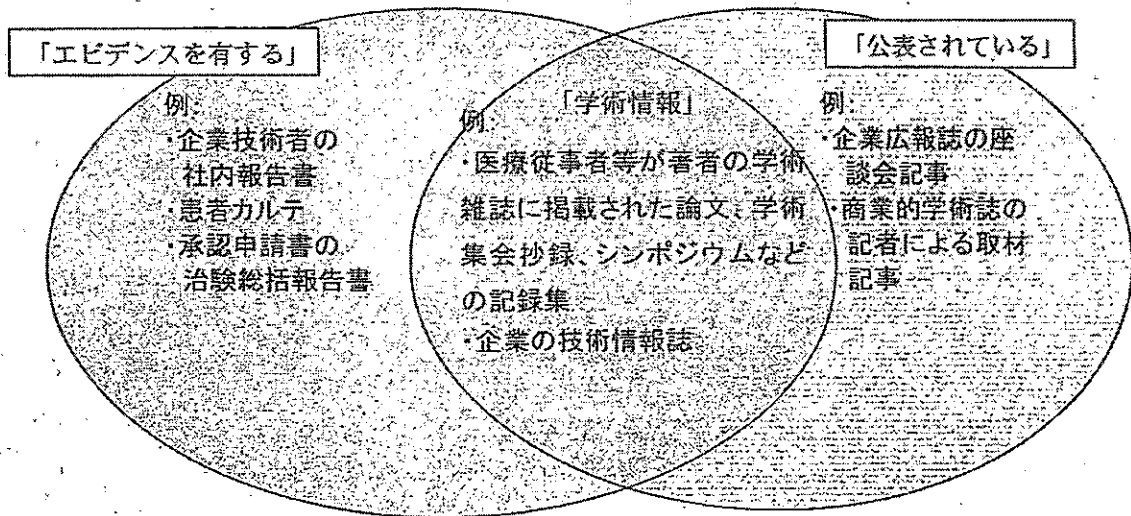 「エビデンスを有する」
例:
・企業技術者の
社内報告書
・患者カルテ
・承認申請書の
治験総括報告書
「学術情報」
例:
・医療従事者等が著者の学術
雑誌に掲載された論文、学術
集会抄録、シンポジウムなど
の記録集
・企業の技術情報誌
「公表されている」
例:
・企業広報誌の座
談会記事
・商業的学術誌の
記者による取材
記事